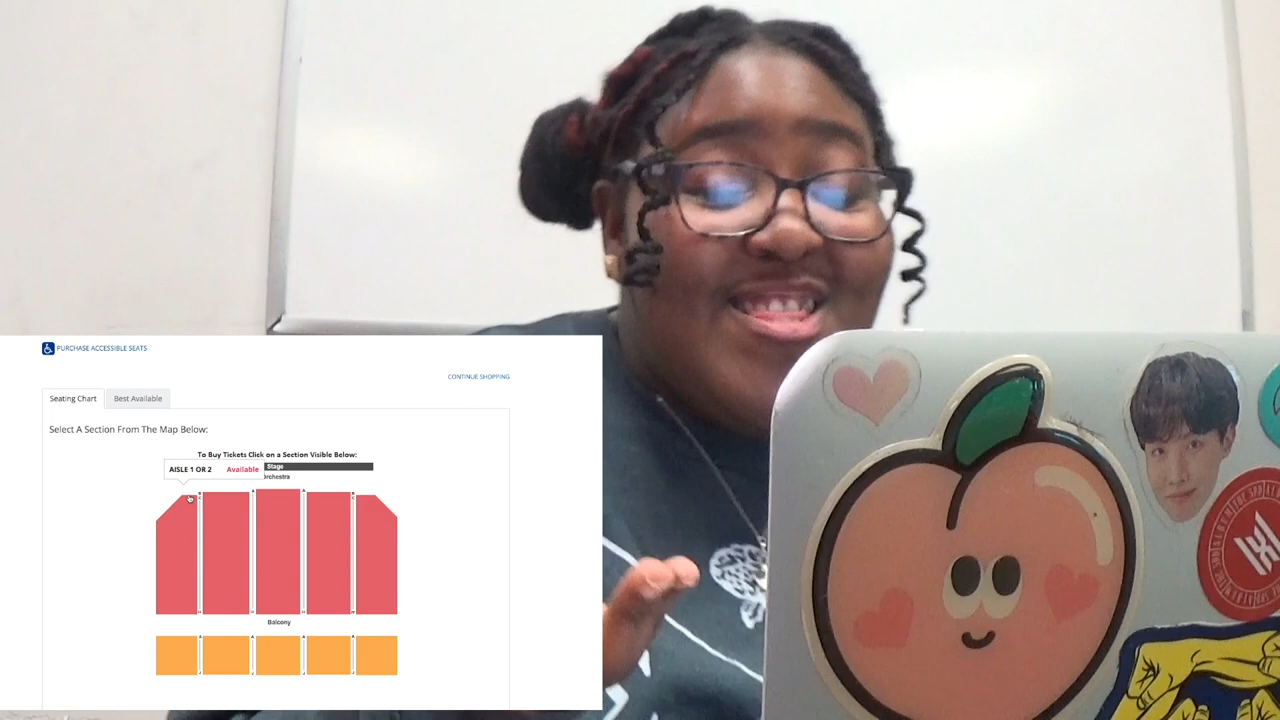 PURCHASE ACCESSIBLE SEATS
CONTINUE SHOPPING
Seating Chart
Best Available
Select A Section From The Map Below:
To Buy Tickets Click on a Section Visible Below:
AISLE 1 OR 2 Available
Stage
rchestra
Balcony